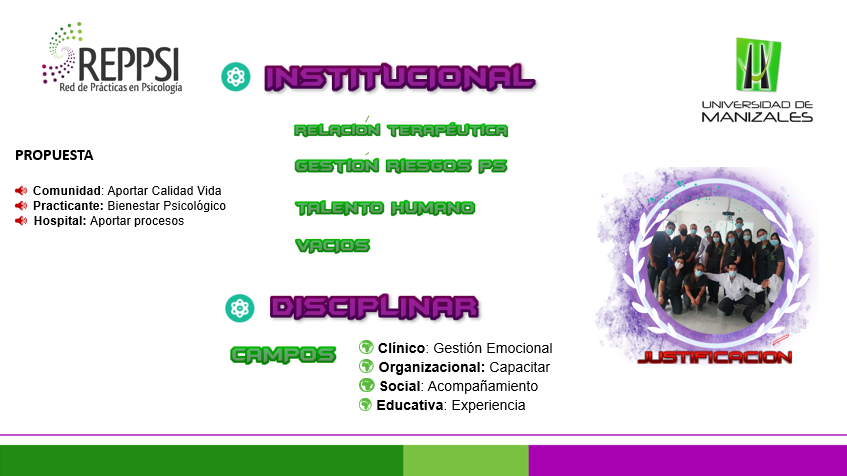 REPPSI
Red de Prácticas en Psicología
INSTITUCIONAL
UNIVERSIDAD DE
MANIZALES
RELACIÓN TERAPÉUTICA
GESTIÓN RIESGOS PS
TALENTO HUMANO
VACIOS
PROPUESTA
Comunidad: Aportar Calidad Vida
Practicante: Bienestar Psicológico
Hospital: Aportar procesos
DISCIPLINAR
CAMPOS
Clínico: Gestión Emocional
Organizacional: Capacitar
Social: Acompañamiento
Educativa: Experiencia
JUSTIFICACIÓN